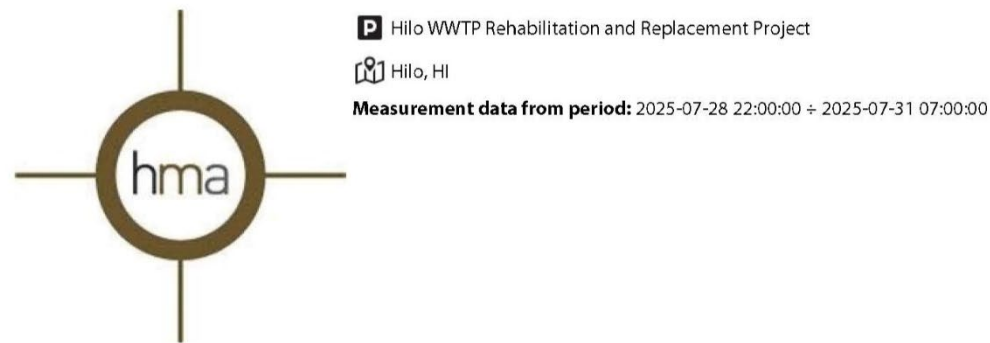 hma
P Hilo WWTP Rehabilitation and Replacement Project
Hilo, HI
Measurement data from period: 2025-07-28 22:00:00 ÷ 2025-07-31 07:00:00